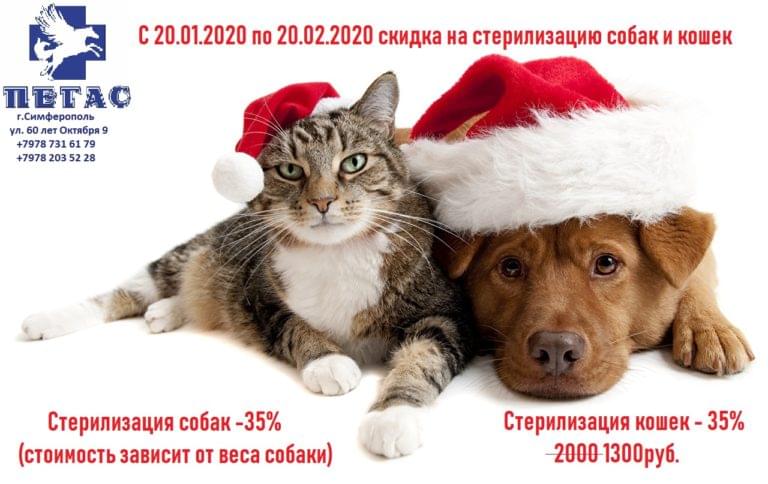 С 20.01.2020 по 20.02.2020 скидка на стерилизацию собак и кошек
ПЕГАС
г.Симферополь
ул. 60 лет Октября 9
+7978 731 61 79
+7978 203 52 28
Стерилизация собак -35%
(стоимость зависит от веса собаки)
Стерилизация кошек - 35%
2000 1300руб.